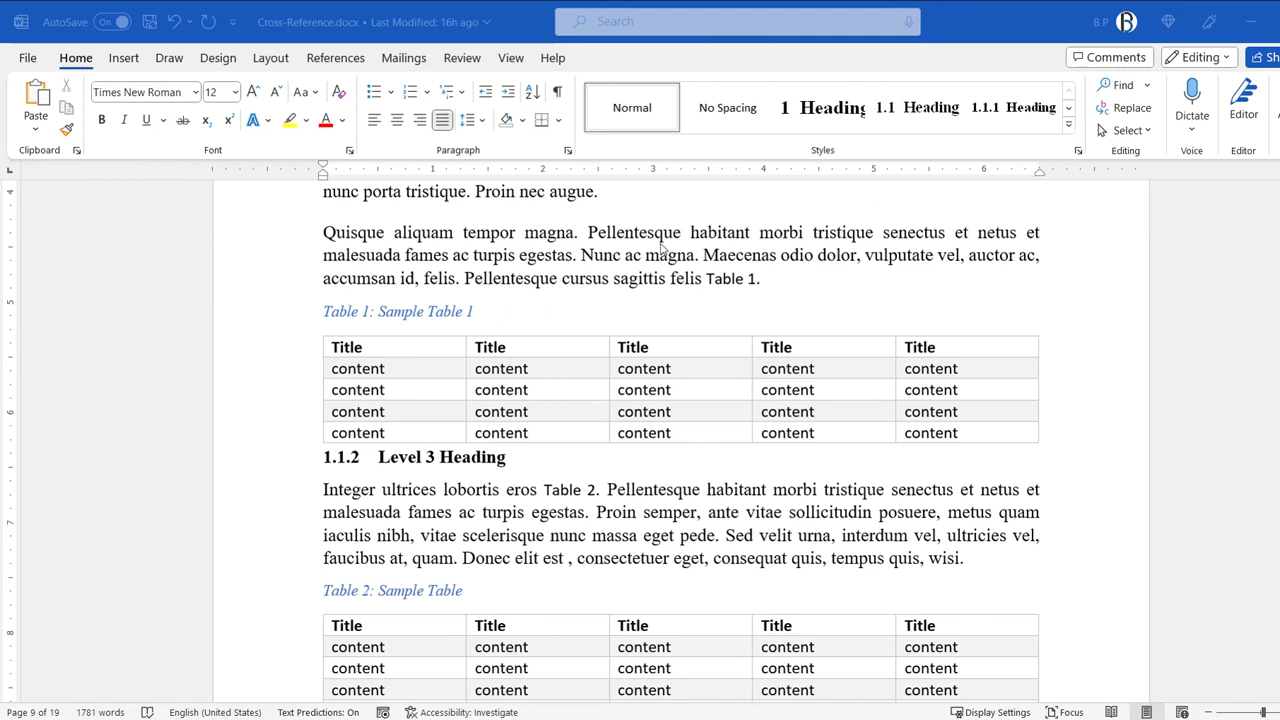 AutoSave On Cross-Reference.docx • Last Modified: 16h ago Search B P
File Home Insert Draw Design Layout References Mailings Review View Help Comments Editing Sh
Paste Times New Roman 12 Aa Normal No Spacing 1 Heading 1.1 Heading 1.1.1 Heading Find Replace Select Dictate Editor
Clipboard Font Paragraph Styles Editing Voice Editor
1 2 3 4 5 6
nunc porta tristique. Proin nec augue.
Quisque aliquam tempor magna. Pellentesque habitant morbi tristique senectus et netus et
malesuada fames ac turpis egestas. Nunc ac magna. Maecenas odio dolor, vulputate vel, auctor ac,
accumsan id, felis. Pellentesque cursus sagittis felis Table 1.
Table 1: Sample Table 1
Title Title Title Title Title
content content content content content
content content content content content
content content content content content
content content content content content
1.1.2 Level 3 Heading
Integer ultrices lobortis eros Table 2. Pellentesque habitant morbi tristique senectus et netus et
malesuada fames ac turpis egestas. Proin semper, ante vitae sollicitudin posuere, metus quam
iaculis nibh, vitae scelerisque nunc massa eget pede. Sed velit urna, interdum vel, ultricies vel,
faucibus at, quam. Donec elit est , consectetuer eget, consequat quis, tempus quis, wisi.
Table 2: Sample Table
Title Title Title Title Title
content content content content content
content content content content content
content content content content content
Page 9 of 19 1781 words English (United States) Text Predictions: On Accessibility: Investigate Display Settings Focus